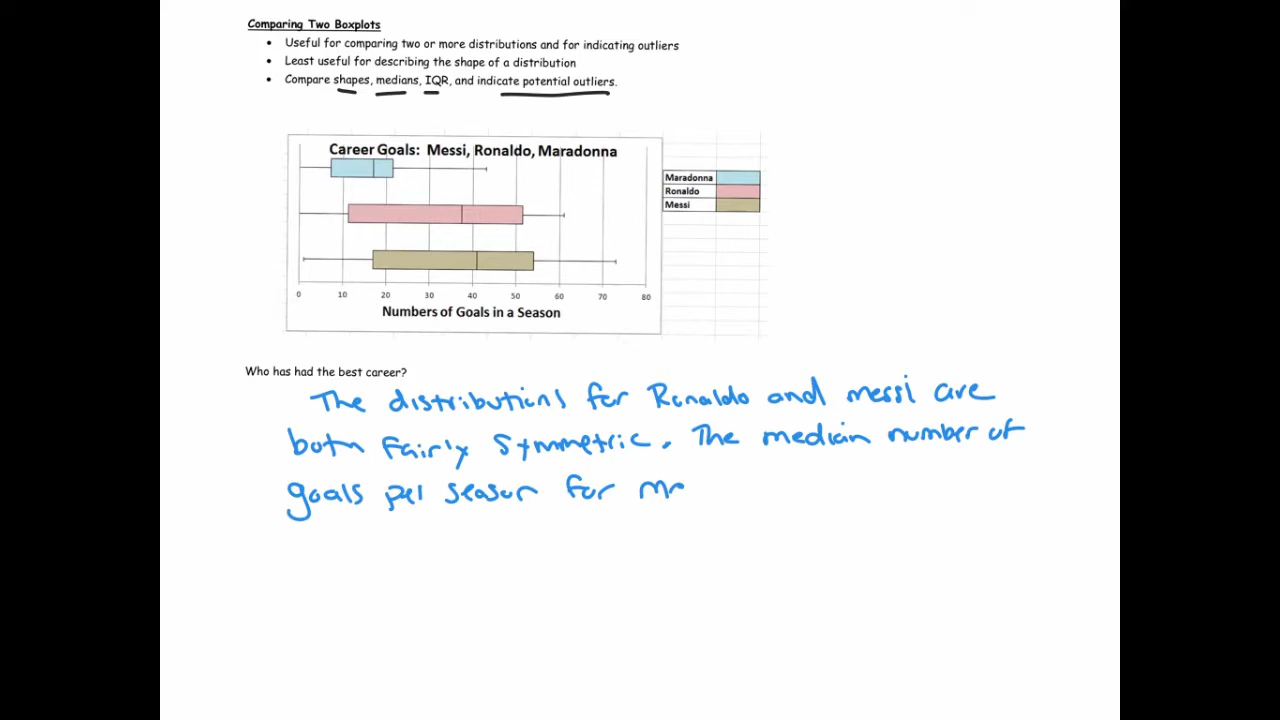 Comparing Two Boxplots
• Useful for comparing two or more distributions and for indicating outliers
• Least useful for describing the shape of a distribution
• Compare shapes, medians, IQR, and indicate potential outliers.
Career Goals: Messi, Ronaldo, Maradonna
Maradonna
Ronaldo
Messi
0 10 20 30 40 50 60 70 80
Numbers of Goals in a Season
Who has had the best career?
The distributions for Ronaldo and messi are
both fairly symmetric. The median number of
goals per season for